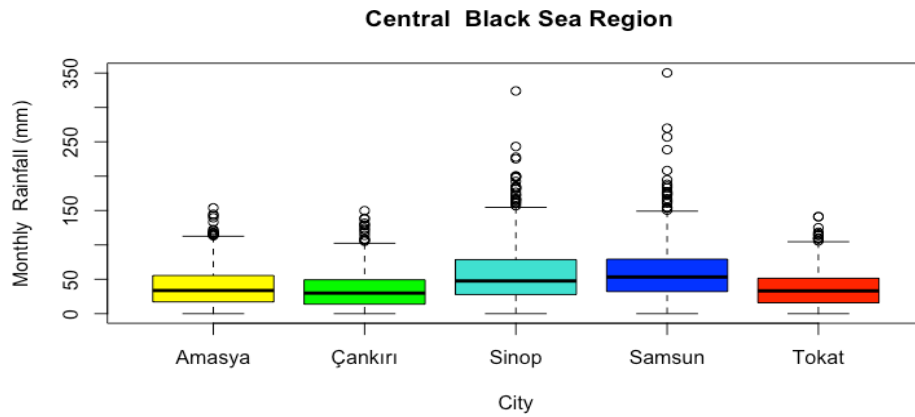 Central Black Sea Region
Monthly Rainfall (mm)
350
250
150
50
0
Amasya Çankırı Sinop Samsun Tokat
City